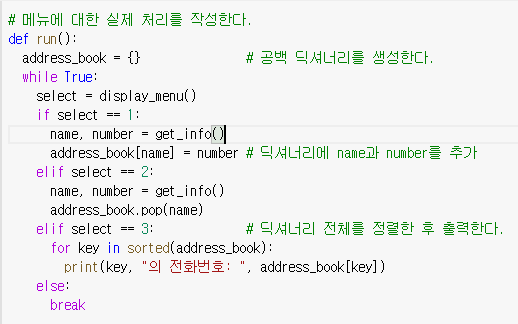 # 메뉴에 대한 실제 처리를 작성한다.
def run():
  address_book = {}               # 공백 딕셔너리를 생성한다.
  while True:
    select = display_menu()
    if select == 1:
      name, number = get_info()
      address_book[name] = number # 딕셔너리에 name과 number를 추가
    elif select == 2:
      name, number = get_info()
      address_book.pop(name)
    elif select == 3:             # 딕셔너리 전체를 정렬한 후 출력한다.
      for key in sorted(address_book):
        print(key, "의 전화번호: ", address_book[key])
    else:
      break